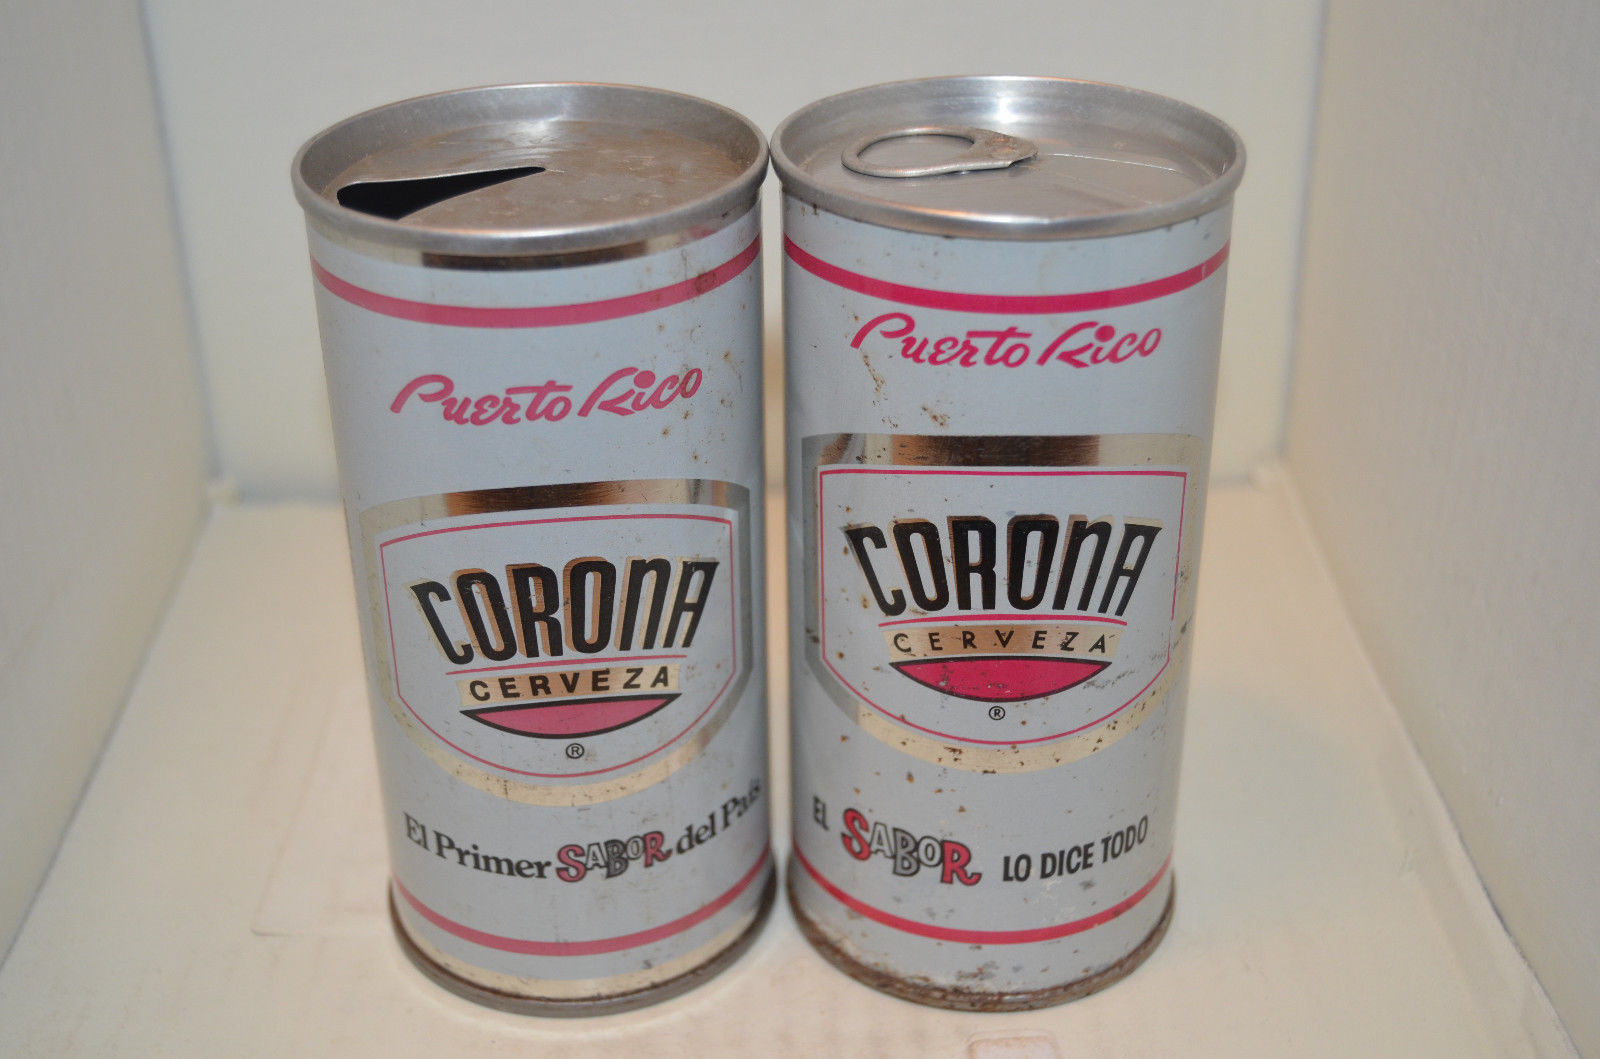 Puerto Rico
CORONA
CERVEZA
®
El Primer SABOR del País
Puerto Rico
CORONA
CERVEZA
®
EL SABOR LO DICE TODO